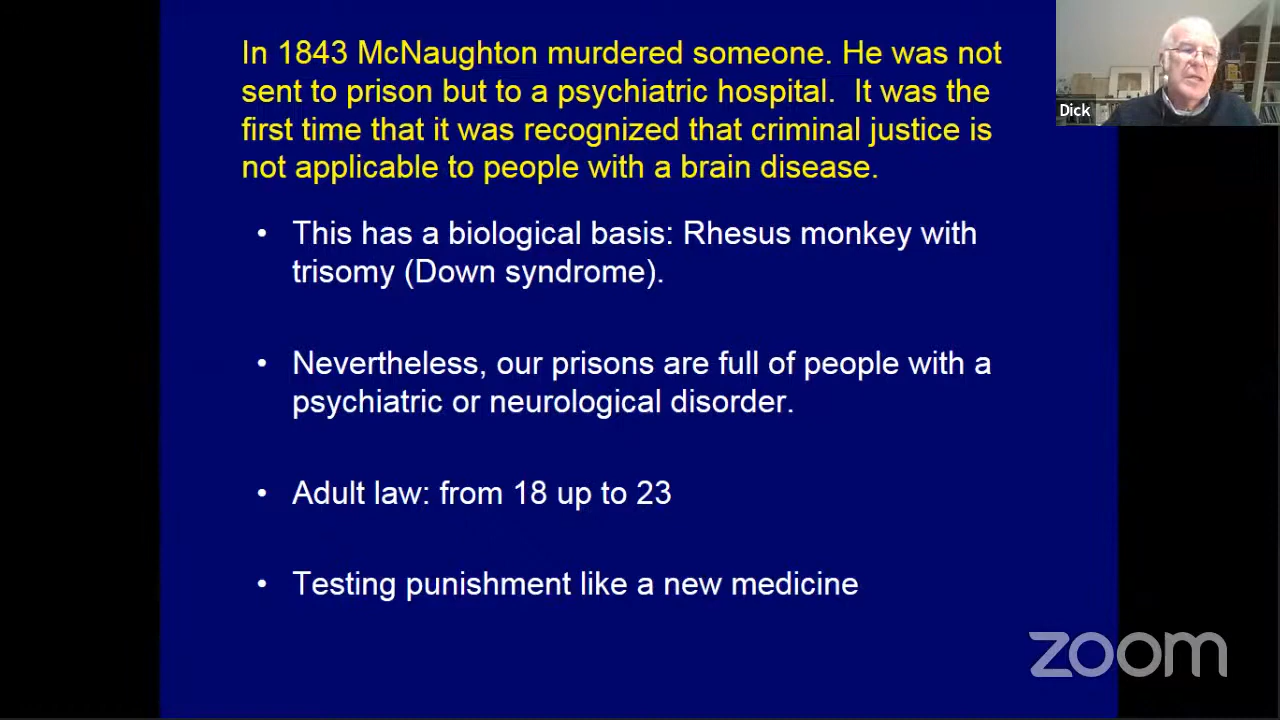 In 1843 McNaughton murdered someone. He was not
sent to prison but to a psychiatric hospital.  It was the
first time that it was recognized that criminal justice is
not applicable to people with a brain disease.
• This has a biological basis: Rhesus monkey with
trisomy (Down syndrome).
• Nevertheless, our prisons are full of people with a
psychiatric or neurological disorder.
• Adult law: from 18 up to 23
• Testing punishment like a new medicine
Dick
zoom